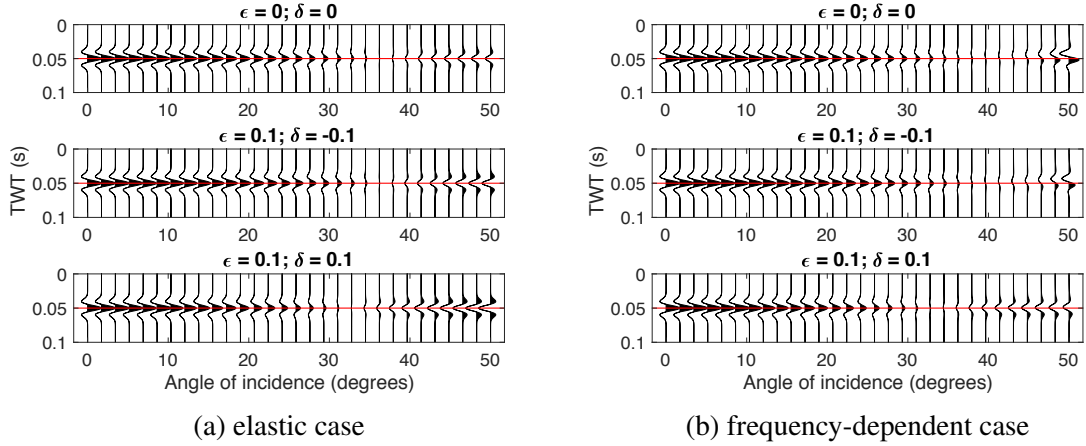 ϵ = 0; δ = 0
0
0.05
0.1
0 10 20 30 40 50
ϵ = 0.1; δ = -0.1
0
0.05
0.1
0 10 20 30 40 50
ϵ = 0.1; δ = 0.1
0
0.05
0.1
0 10 20 30 40 50
TWT (s)
Angle of incidence (degrees)
(a) elastic case
ϵ = 0; δ = 0
0
0.05
0.1
0 10 20 30 40 50
ϵ = 0.1; δ = -0.1
0
0.05
0.1
0 10 20 30 40 50
ϵ = 0.1; δ = 0.1
0
0.05
0.1
0 10 20 30 40 50
TWT (s)
Angle of incidence (degrees)
(b) frequency-dependent case